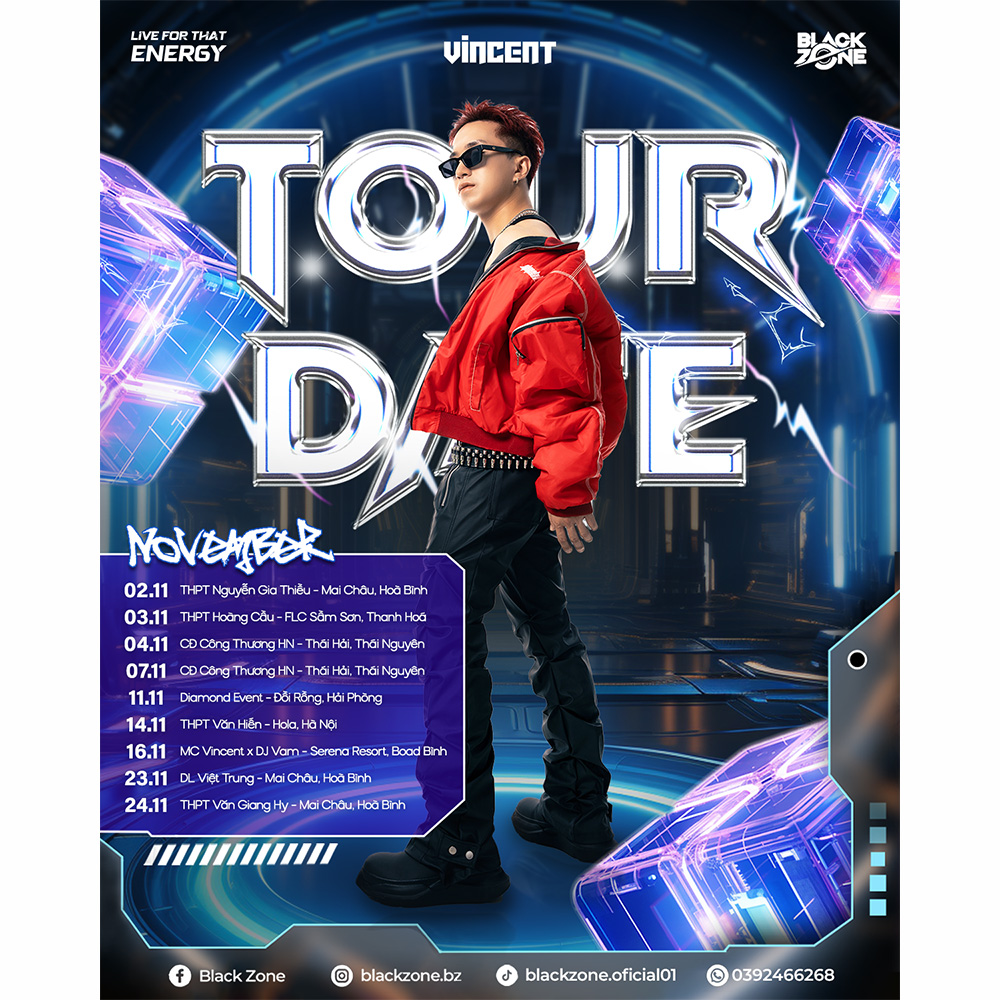 LIVE FOR THAT
ENERGY
VINCENT
BLACK
ZONE
TOUR
DATE
NOVEMBER
02.11 THPT Nguyễn Gia Thiều - Mai Châu, Hoà Bình
03.11 THPT Hoàng Cầu - FLC Sầm Sơn, Thanh Hoá
04.11 CĐ Công Thương HN - Thái Hải, Thái Nguyên
07.11 CĐ Công Thương HN - Thái Hải, Thái Nguyên
11.11 Diamond Event - Đồi Rồng, Hải Phòng
14.11 THPT Văn Hiến - Hola, Hà Nội
16.11 MC Vincent x DJ Vam - Serena Resort, Boad Bình
23.11 DL Việt Trung - Mai Châu, Hoà Bình
24.11 THPT Văn Giang Hy - Mai Châu, Hoà Bình
Black Zone
blackzone.bz
blackzone.oficial01
0392466268